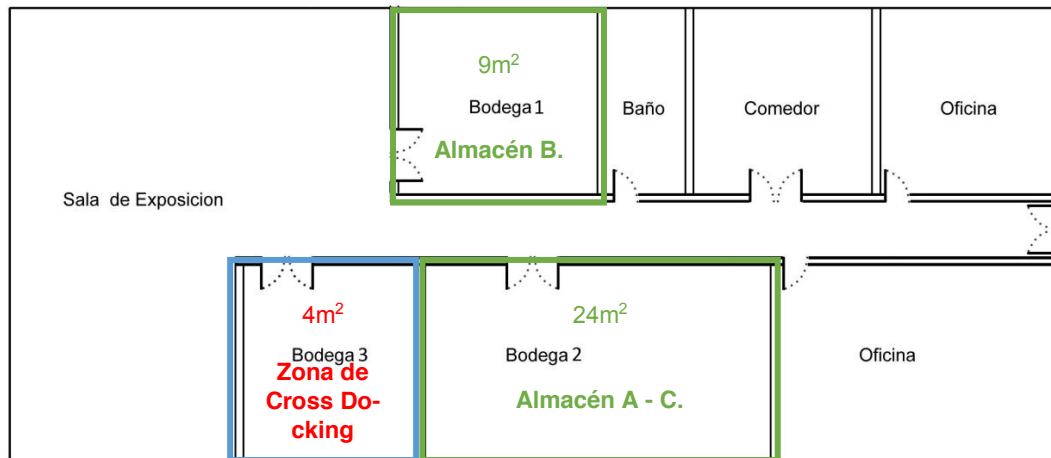 9m²
Bodega 1
Almacén B.
Baño
Comedor
Oficina
Sala de Exposicion
4m²
Bodega 3
Zona de
Cross Do-
cking
24m²
Bodega 2
Almacén A - C.
Oficina